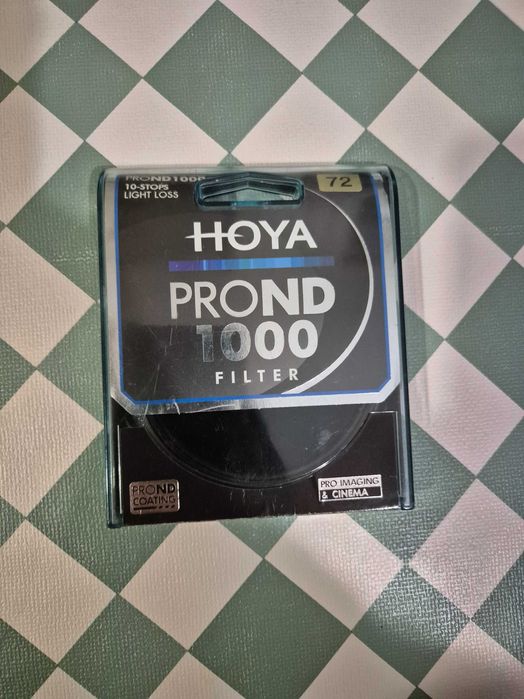 PROND1000
72
10-STOPS
LIGHT LOSS
HOYA
PROND
1000
FILTER
PROND
COATING
PRO IMAGING
& CINEMA